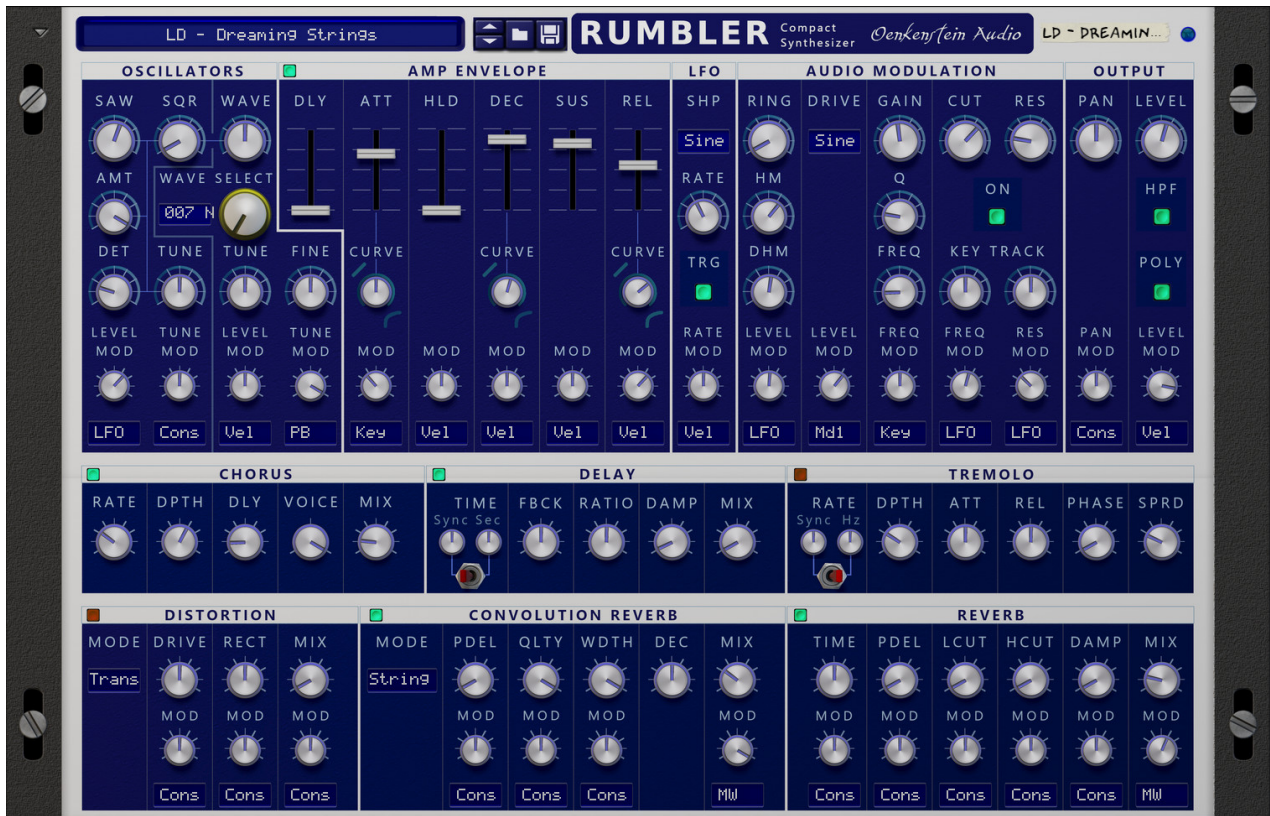 LD - Dreaming Strings
RUMBLER Compact Synthesizer Oenkenstein Audio
LD - DREAMIN...
OSCILLATORS AMP ENVELOPE LFO AUDIO MODULATION OUTPUT
SAW SQR WAVE DLY ATT HLD DEC SUS REL SHP RING DRIVE GAIN CUT RES PAN LEVEL
Sine Sine
AMT WAVE SELECT RATE HM Q ON HPF
007 N
DET TUNE TUNE FINE CURVE CURVE CURVE TRG DHM FREQ KEY TRACK POLY
LEVEL TUNE LEVEL TUNE RATE LEVEL LEVEL FREQ FREQ RES PAN LEVEL
MOD MOD MOD MOD MOD MOD MOD MOD MOD MOD MOD MOD MOD MOD MOD MOD MOD
LFO Cons Vel PB Key Vel Vel Vel Vel Vel LFO Md1 Key LFO LFO Cons Vel
CHORUS DELAY TREMOLO
RATE DPTH DLY VOICE MIX TIME FBCK RATIO DAMP MIX RATE DPTH ATT REL PHASE SPRD
Sync Sec Sync Hz
DISTORTION CONVOLUTION REVERB REVERB
MODE DRIVE RECT MIX MODE PDEL QLTY WDTH DEC MIX TIME PDEL LCUT HCUT DAMP MIX
Trans String
MOD MOD MOD MOD MOD MOD MOD MOD MOD MOD MOD MOD MOD
Cons Cons Cons Cons Cons Cons MW Cons Cons Cons Cons Cons MW